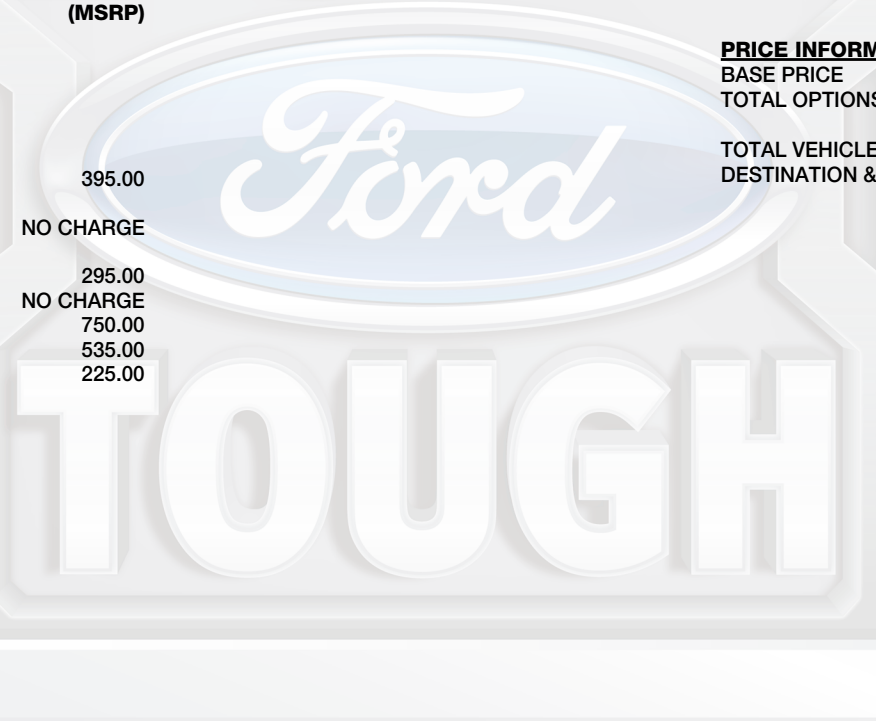 (MSRP)
395.00
NO CHARGE
295.00
NO CHARGE
750.00
535.00
225.00
PRICE
BASE PRICE
TOTAL OPTIONS
TOTAL VEHICLE
DESTINATION &
Ford
TOUGH